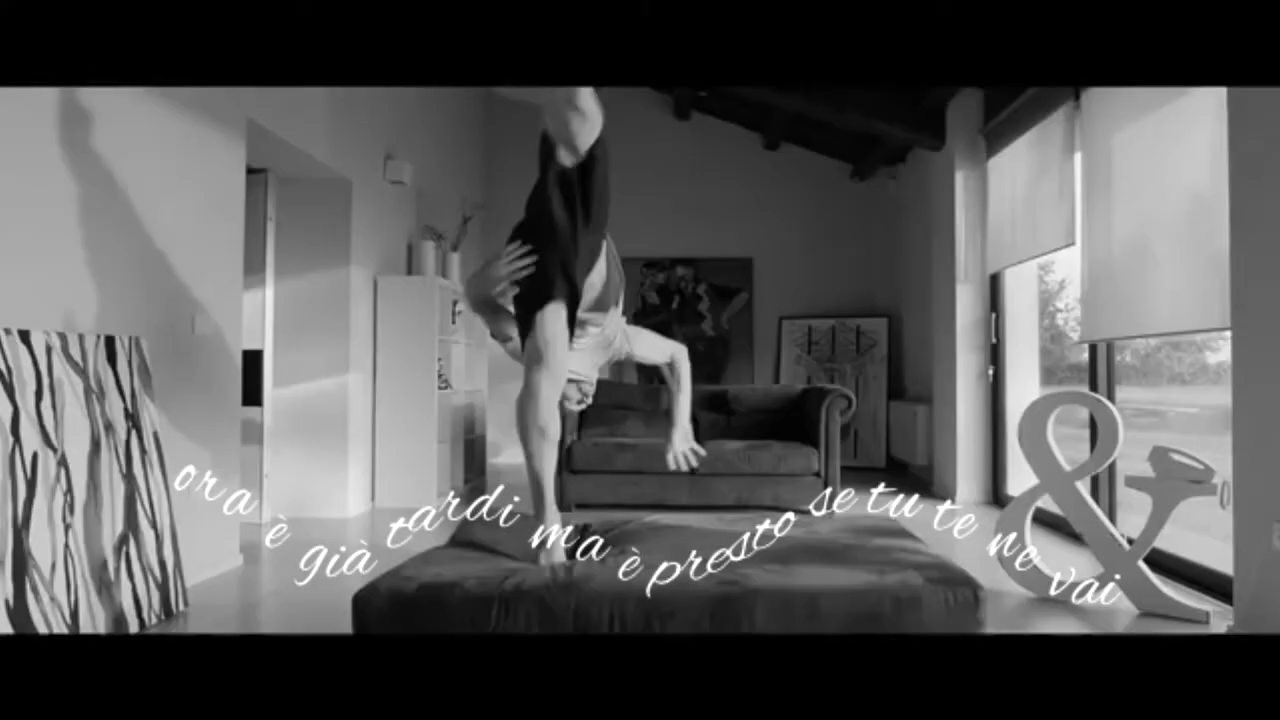 ora è già tardi ma è presto se tu te ne vai
&